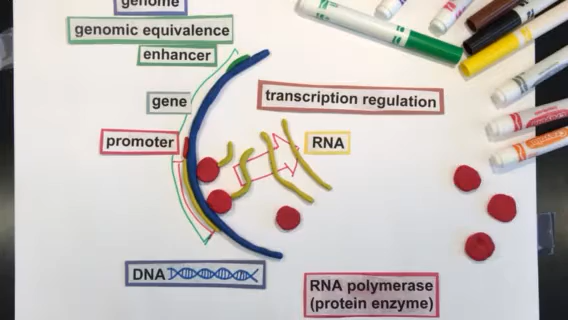 genome
genomic equivalence
enhancer
gene
transcription regulation
promoter
RNA
DNA
RNA polymerase
(protein enzyme)